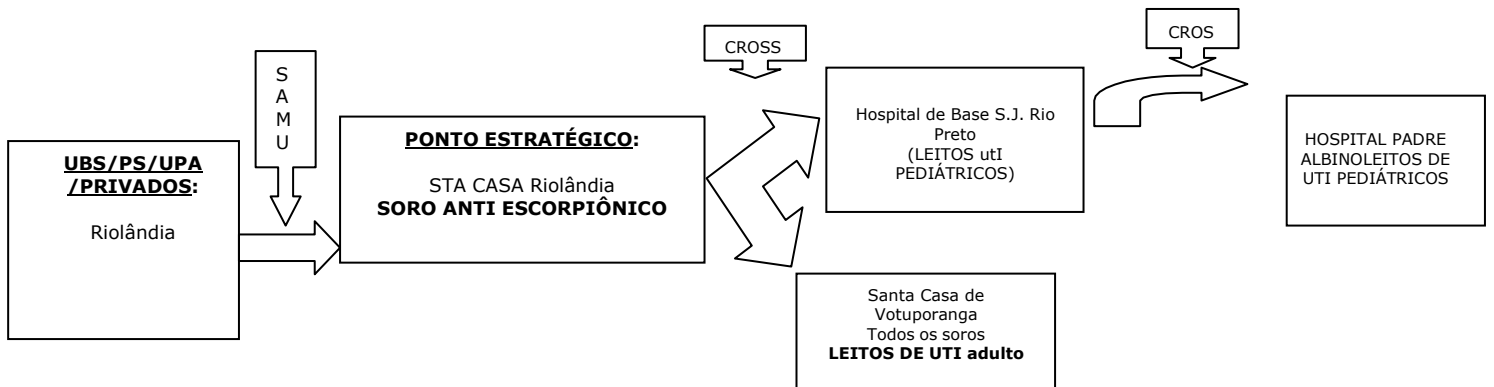 UBS/PS/UPA
/PRIVADOS:
Riolândia
S
A
M
U
PONTO ESTRATÉGICO:
STA CASA Riolândia
SORO ANTI ESCORPIÔNICO
CROSS
Hospital de Base S.J. Rio
Preto
(LEITOS utI
PEDIÁTRICOS)
Santa Casa de
Votuporanga
Todos os soros
LEITOS DE UTI adulto
CROS
HOSPITAL PADRE
ALBINOLEITOS DE
UTI PEDIÁTRICOS